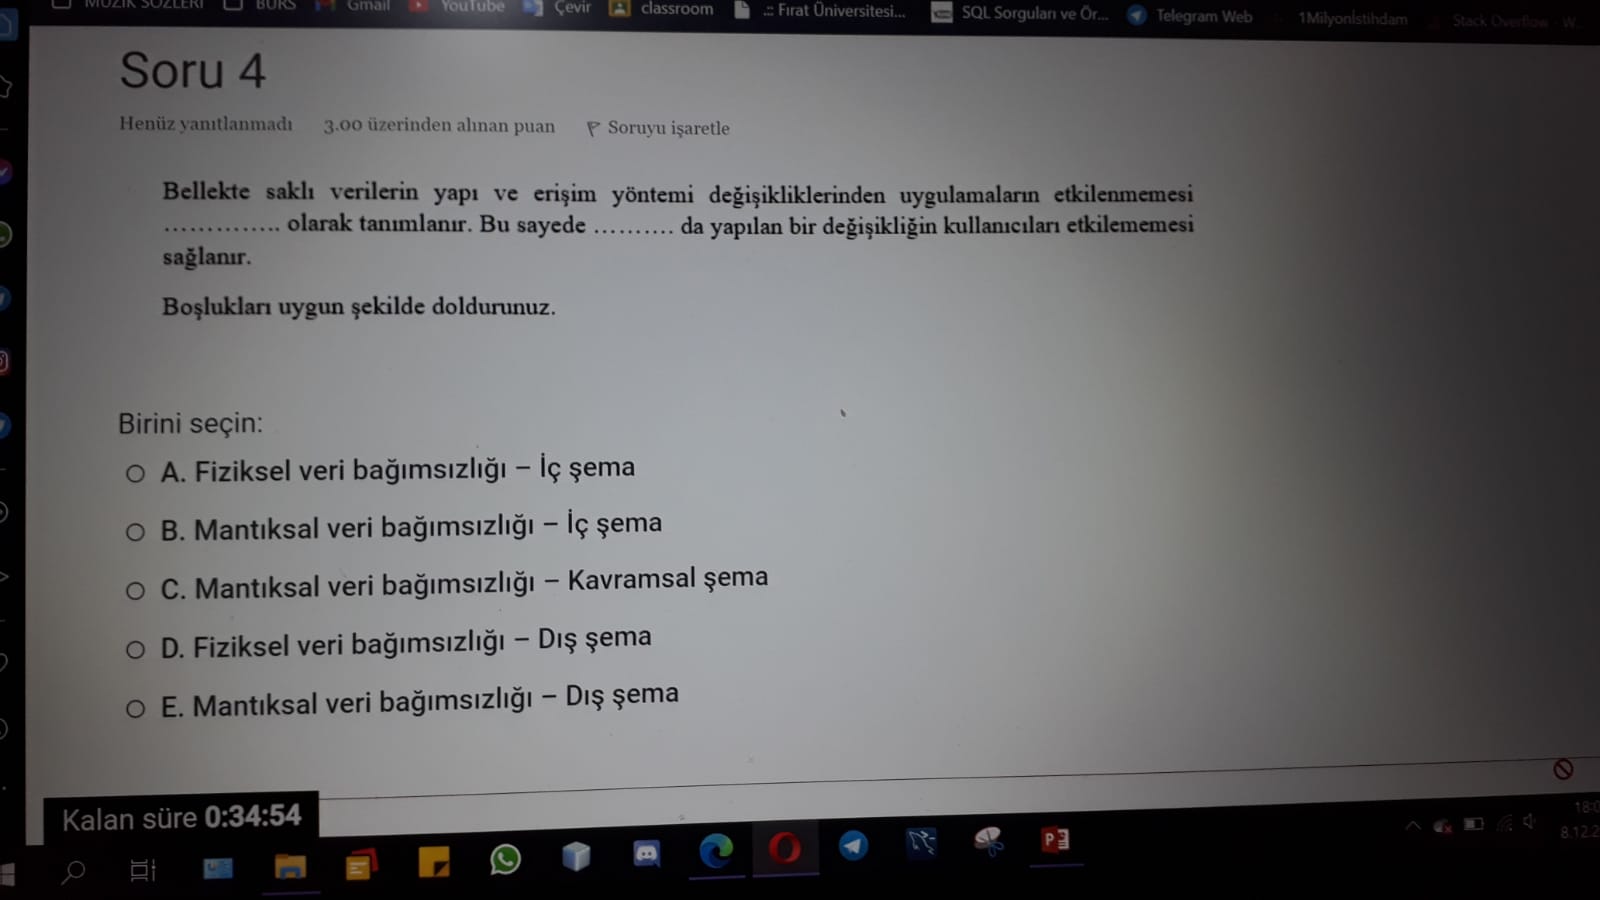 MÜZİK SÖZLERİ BURS Gmail YouTube Çevir classroom .:: Fırat Üniversitesi... SQL Sorguları ve Ör... Telegram Web 1Milyonİstihdam Stack Overflow - W...
Soru 4
Henüz yanıtlanmadı 3.00 üzerinden alınan puan Soruyu işaretle
Bellekte saklı verilerin yapı ve erişim yöntemi değişikliklerinden uygulamaların etkilenmemesi
.............. olarak tanımlanır. Bu sayede .......... da yapılan bir değişikliğin kullanıcıları etkilememesi
sağlanır.
Boşlukları uygun şekilde doldurunuz.
Birini seçin:
A. Fiziksel veri bağımsızlığı – İç şema
B. Mantıksal veri bağımsızlığı – İç şema
C. Mantıksal veri bağımsızlığı – Kavramsal şema
D. Fiziksel veri bağımsızlığı – Dış şema
E. Mantıksal veri bağımsızlığı – Dış şema
Kalan süre 0:34:54
18:0
8.12.2